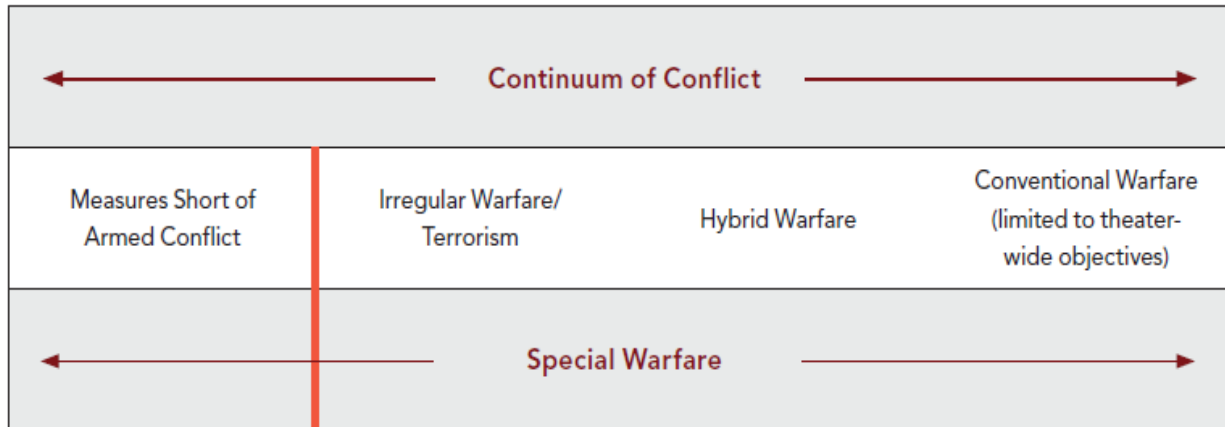 Continuum of Conflict
Measures Short of
Armed Conflict
Irregular Warfare/
Terrorism
Hybrid Warfare
Conventional Warfare
(limited to theater-
wide objectives)
Special Warfare